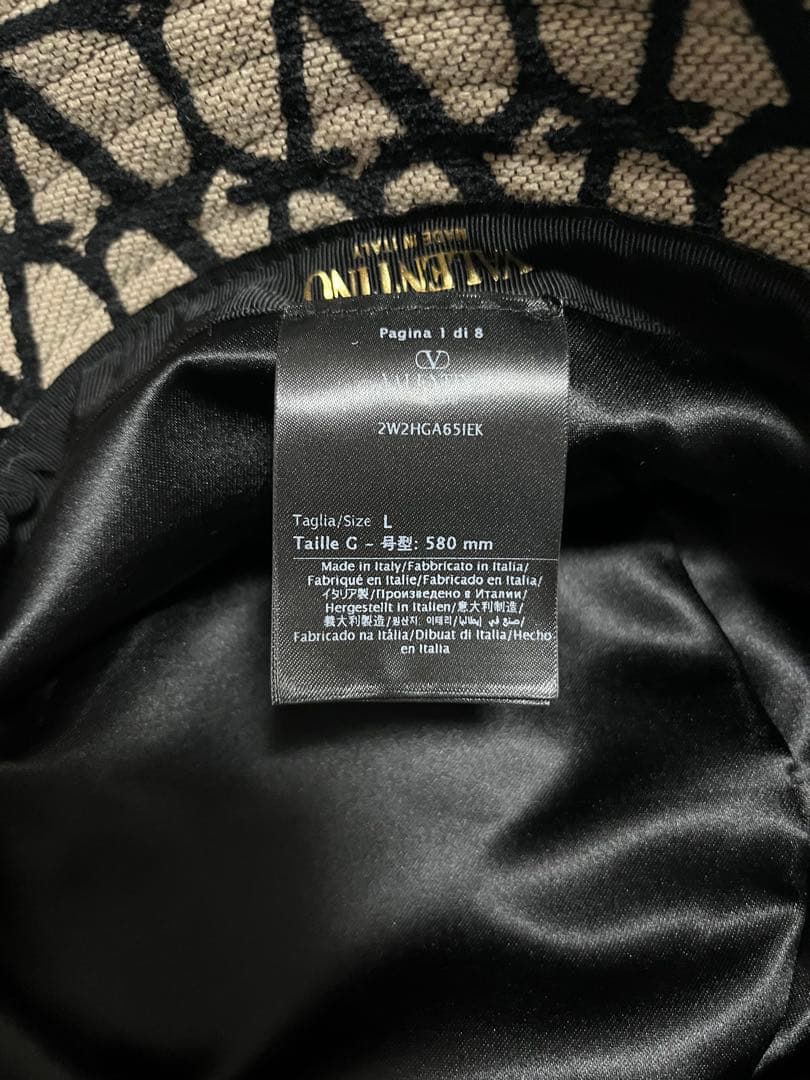 VALENTINO
MADE IN ITALY
Pagina 1 di 8
VALENTINO
2W2HGA65IEK
Taglia/Size L
Taille G - 号型: 580 mm
Made in Italy/Fabbricato in Italia/
Fabriqué en Italie/Fabricado en Italia/
イタリア製/Произведено в Италии/
Hergestellt in Italien/意大利制造/
義大利製造/원산지: 이태리/صنع في إيطاليا/
Fabricado na Itália/Dibuat di Italia/Hecho
en Italia